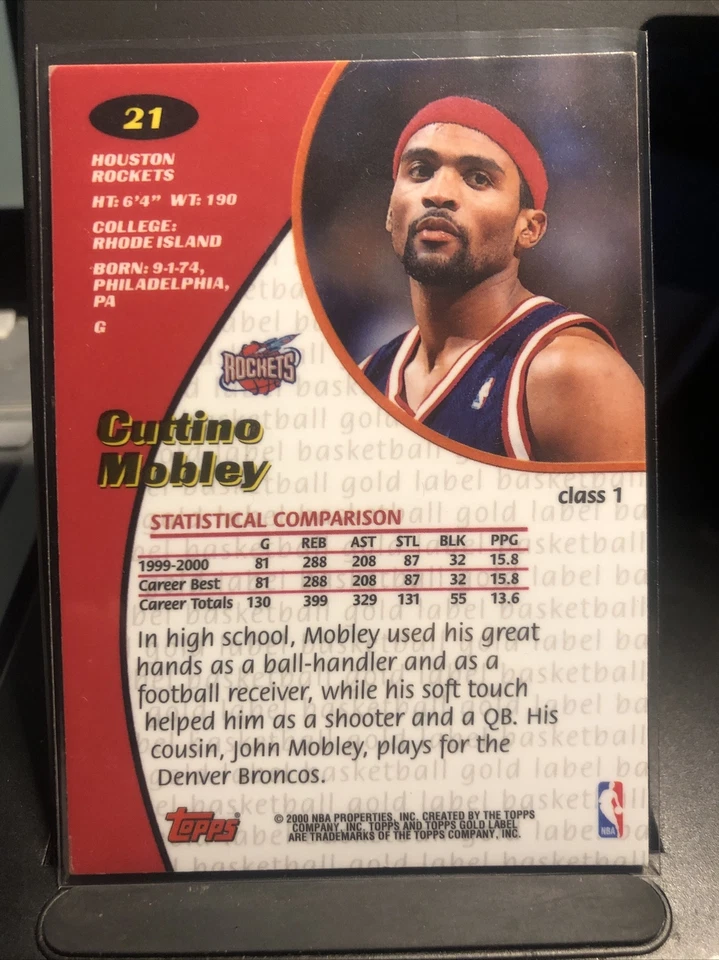 21
HOUSTON
ROCKETS
HT: 6'4" WT: 190
COLLEGE:
RHODE ISLAND
BORN: 9-1-74,
PHILADELPHIA,
PA
G
ROCKETS
Cuttino
Mobley
class 1
STATISTICAL COMPARISON
G REB AST STL BLK PPG
1999-2000 81 288 208 87 32 15.8
Career Best 81 288 208 87 32 15.8
Career Totals 130 399 329 131 55 13.6
In high school, Mobley used his great
hands as a ball-handler and as a
football receiver, while his soft touch
helped him as a shooter and a QB. His
cousin, John Mobley, plays for the
Denver Broncos.
Topps
© 2000 NBA PROPERTIES, INC. CREATED BY THE TOPPS
COMPANY, INC. TOPPS AND TOPPS GOLD LABEL
ARE TRADEMARKS OF THE TOPPS COMPANY, INC.
NBA